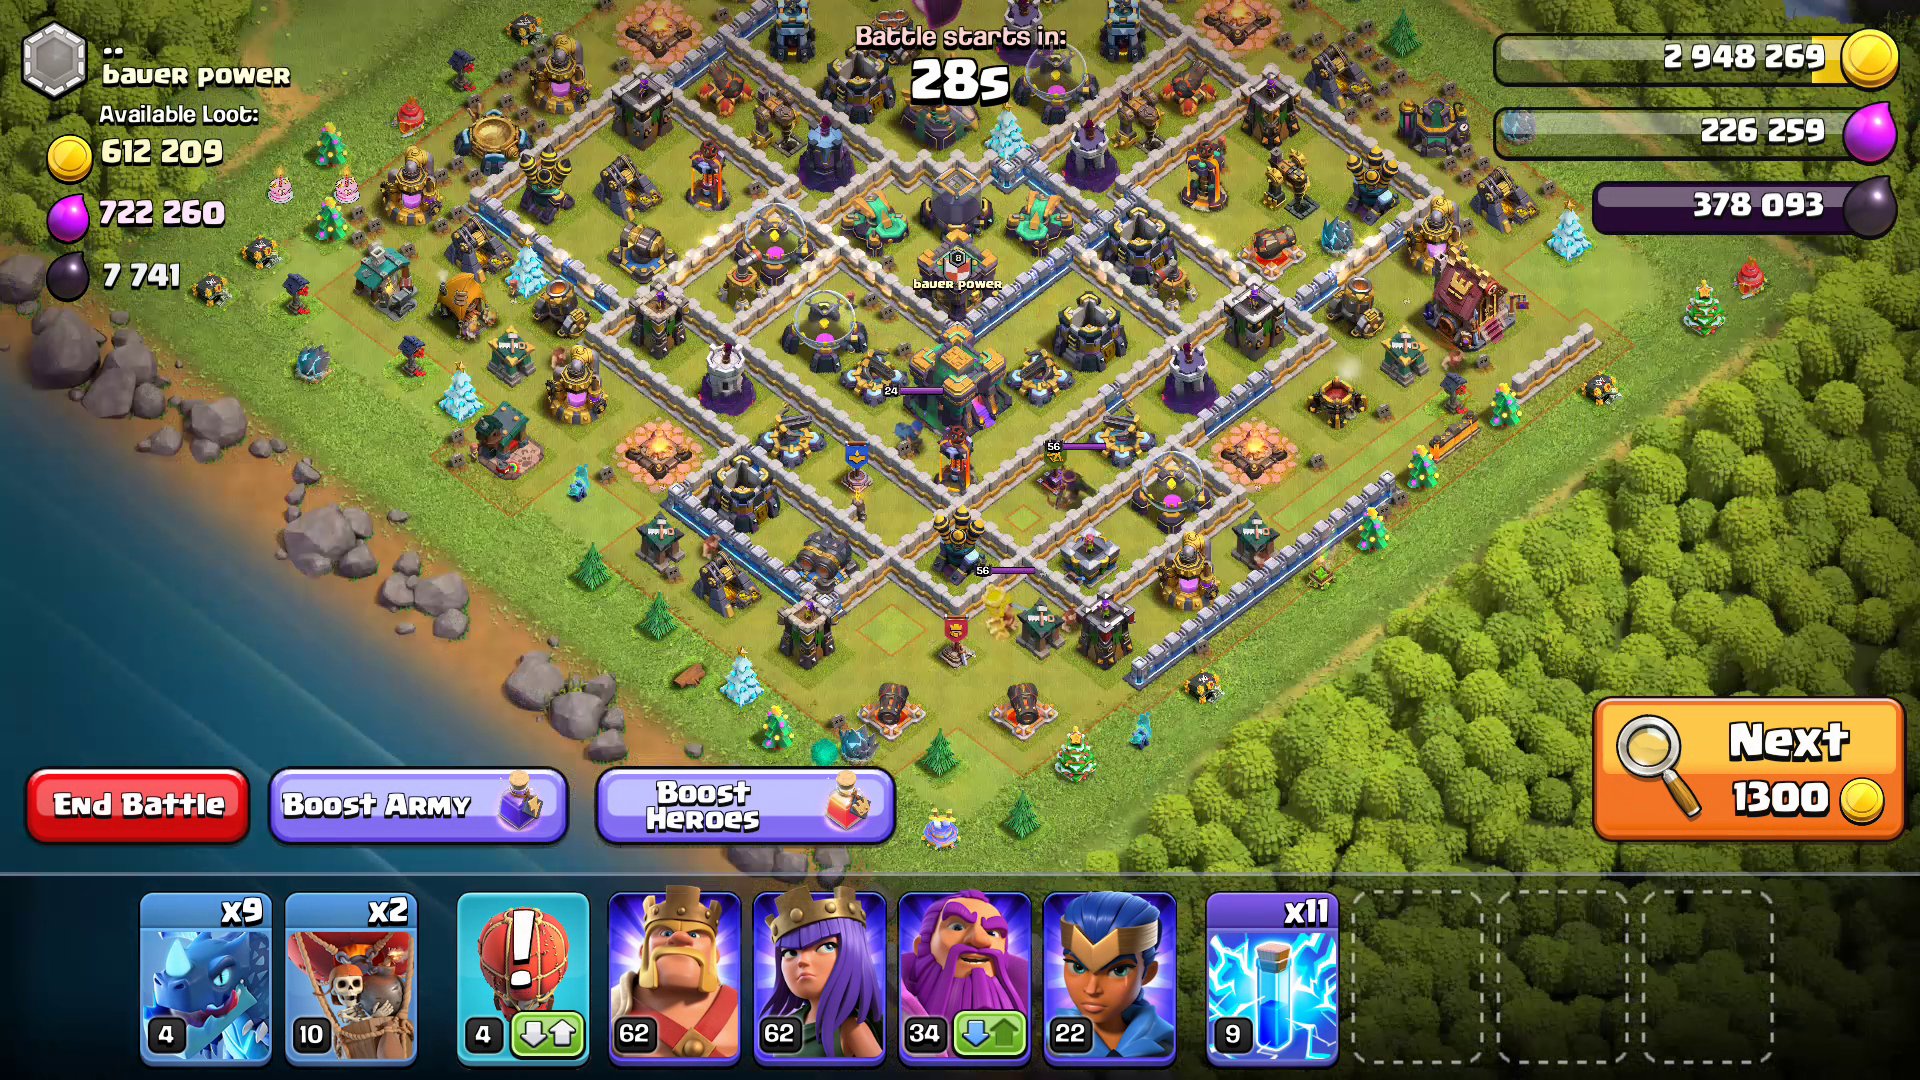 ..
bauer power
Available Loot:
612 209
722 260
7 741
Battle starts in:
28s
2 948 269
226 259
378 093
8
bauer power
24
56
56
End Battle
Boost Army
Boost
Heroes
Next
1300
x9
4
x2
10
!
4
62
62
34
22
x11
9